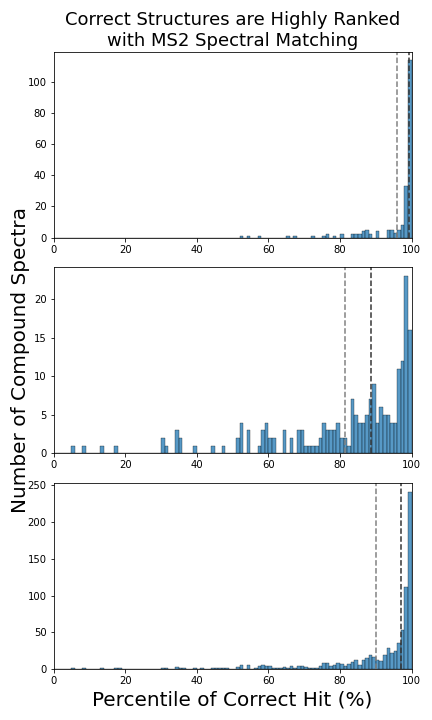 Correct Structures are Highly Ranked
with MS2 Spectral Matching
100
80
60
40
20
0
0 20 40 60 80 100
Number of Compound Spectra
20
15
10
5
0
0 20 40 60 80 100
250
200
150
100
50
0
0 20 40 60 80 100
Percentile of Correct Hit (%)